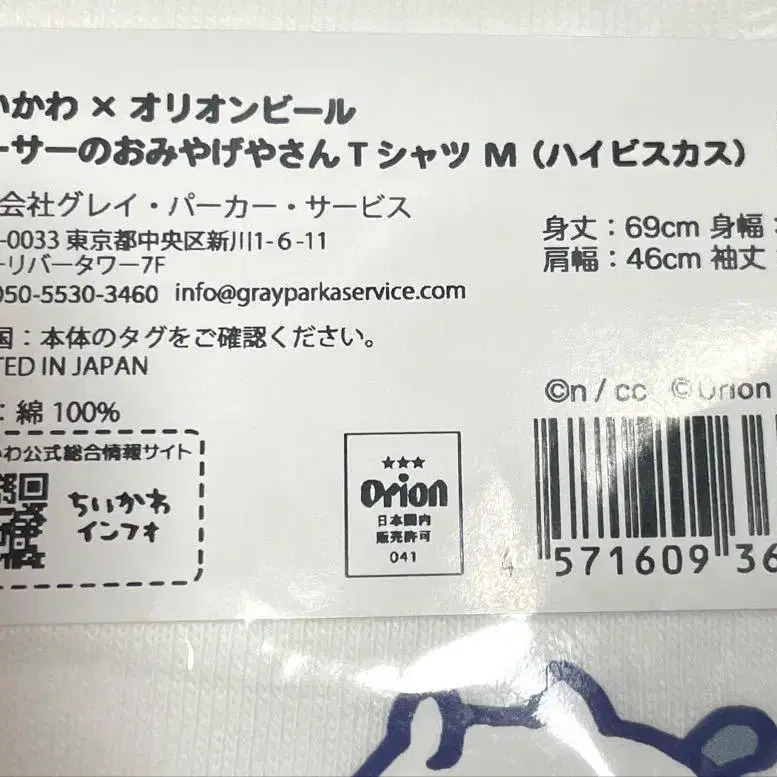 いかわ × オリオンビール
ーサーのおみやげやさんTシャツ M（ハイビスカス）
会社グレイ・パーカー・サービス
-0033 東京都中央区新川1-6-11
ーリバータワー7F
050-5530-3460 info@grayparkaservice.com
国：本体のタグをご確認ください。
TED IN JAPAN
：綿 100%
身丈：69cm 身幅
肩幅：46cm 袖丈
©n / cc ©Orion
わ公式総合情報サイト
ちいかわ
インフォ
★★★
Orion
日本国内
販売許可
041
4 571609 36